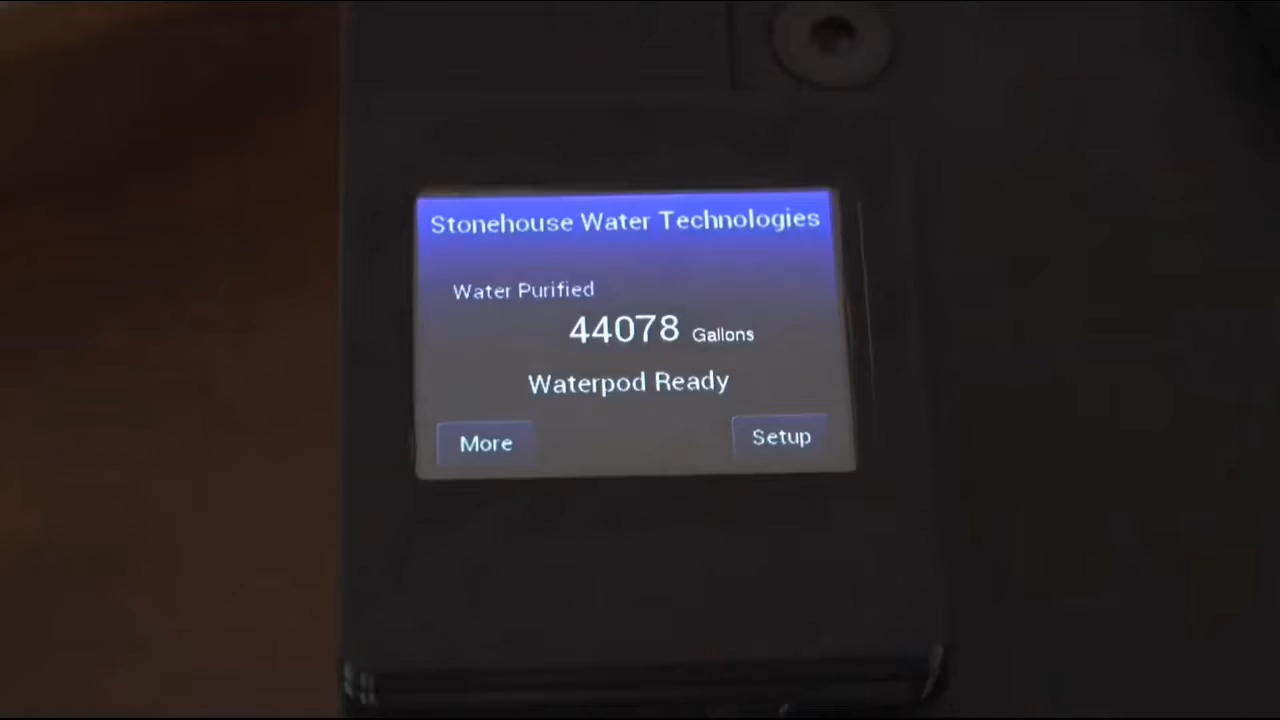 Stonehouse Water Technologies
Water Purified
44078 Gallons
Waterpod Ready
More Setup